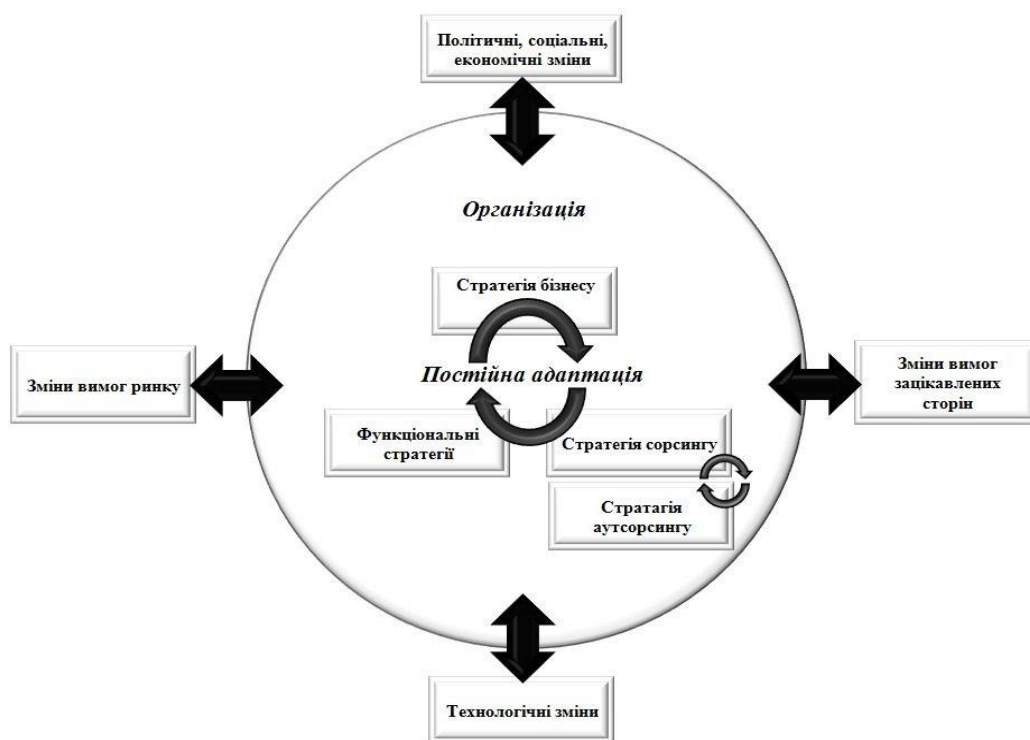 Політичні, соціальні,
економічні зміни
Організація
Стратегія бізнесу
Зміни вимог ринку
Постійна адаптація
Зміни вимог
зацікавлених
сторін
Функціональні
стратегії
Стратегія сорсингу
Стратагія
аутсорсингу
Технологічні зміни